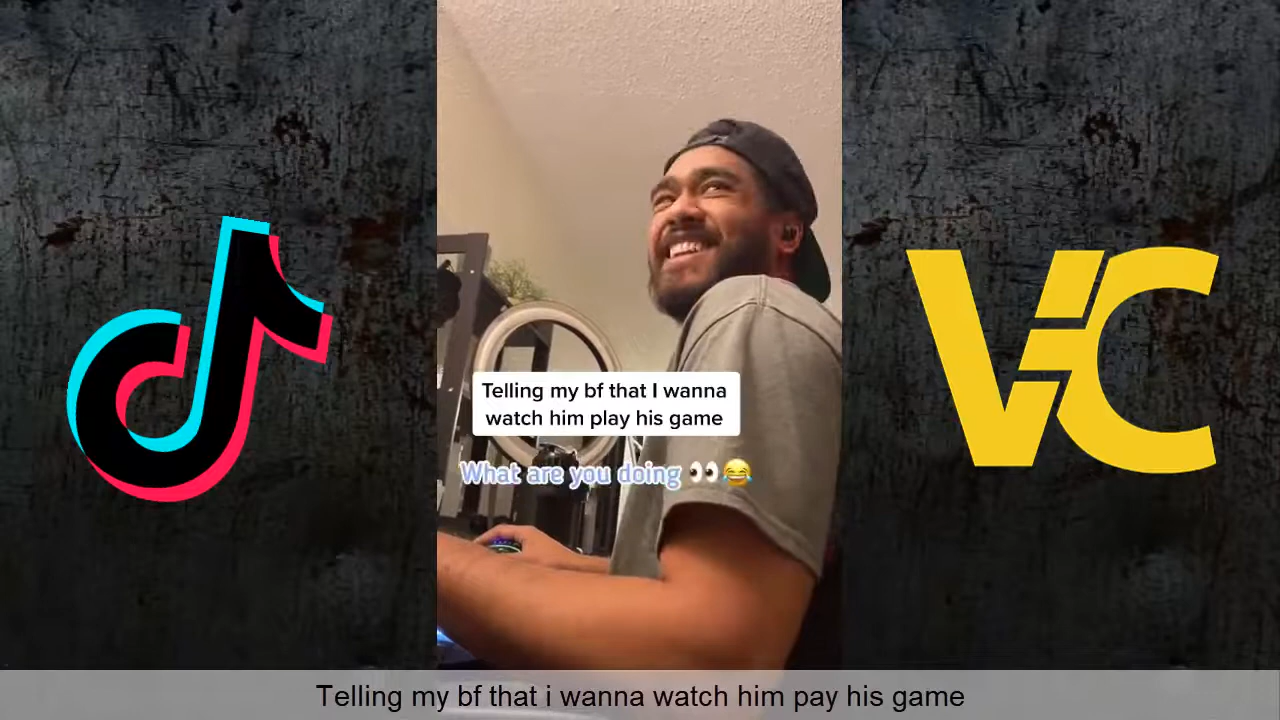 VC
Telling my bf that I wanna
watch him play his game
What are you doing 👀😂
Telling my bf that i wanna watch him pay his game